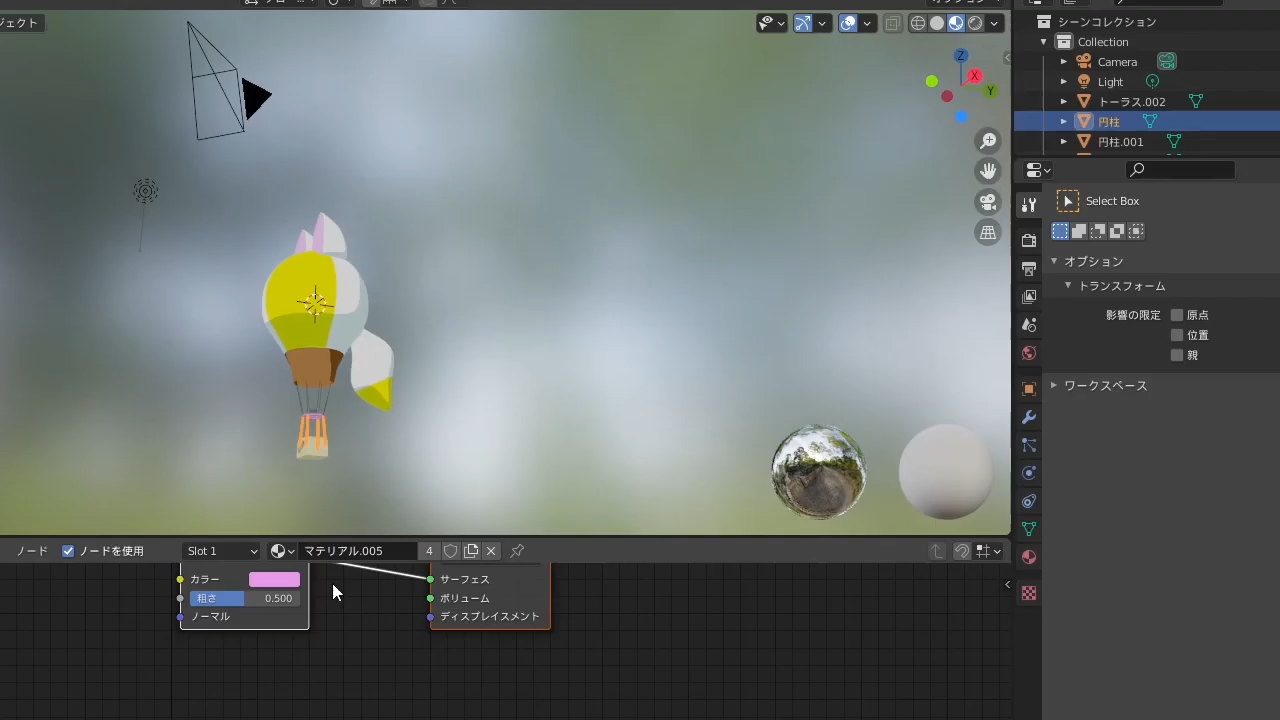 ジェクト
オプション
シーンコレクション
Collection
Camera
Light
トーラス.002
円柱
円柱.001
Z
X
Y
Select Box
オプション
トランスフォーム
影響の限定
原点
位置
親
ワークスペース
ノード
ノードを使用
Slot 1
マテリアル.005
4
カラー
粗さ 0.500
ノーマル
サーフェス
ボリューム
ディスプレイスメント